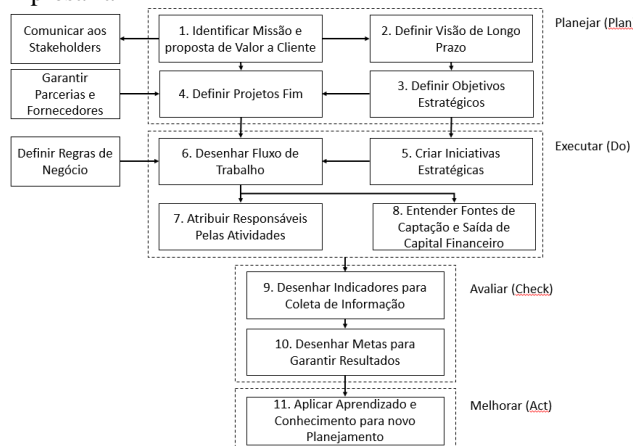 Comunicar aos
Stakeholders
1. Identificar Missão e
proposta de Valor a Cliente
2. Definir Visão de Longo
Prazo
Planejar (Plan
Garantir
Parcerias e
Fornecedores
4. Definir Projetos Fim
3. Definir Objetivos
Estratégicos
Definir Regras de
Negócio
6. Desenhar Fluxo de
Trabalho
5. Criar Iniciativas
Estratégicas
Executar (Do)
7. Atribuir Responsáveis
Pelas Atividades
8. Entender Fontes de
Captação e Saída de
Capital Financeiro
9. Desenhar Indicadores para
Coleta de Informação
Avaliar (Check)
10. Desenhar Metas para
Garantir Resultados
11. Aplicar Aprendizado e
Conhecimento para novo
Planejamento
Melhorar (Act)